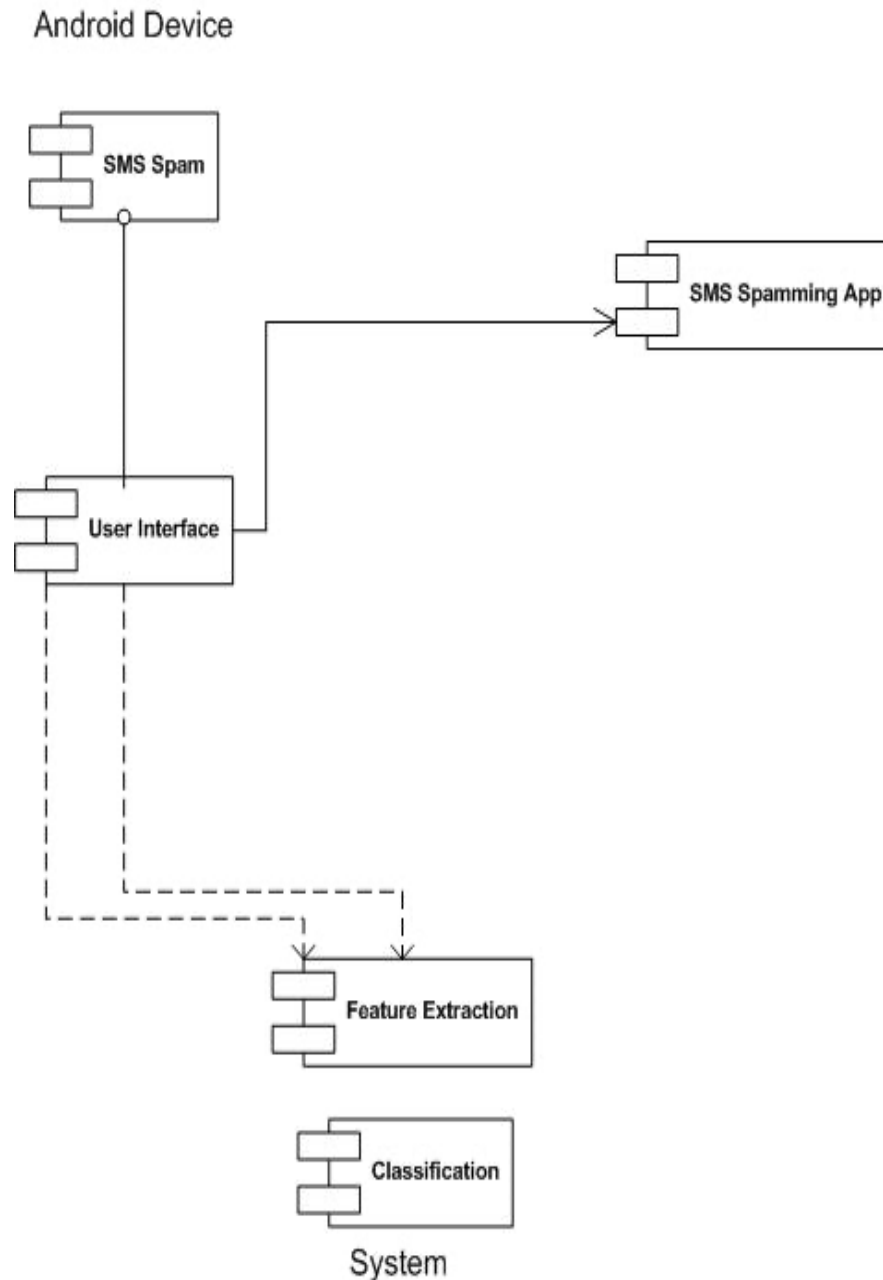 Android Device
SMS Spam
SMS Spamming App
User Interface
Feature Extraction
Classification
System